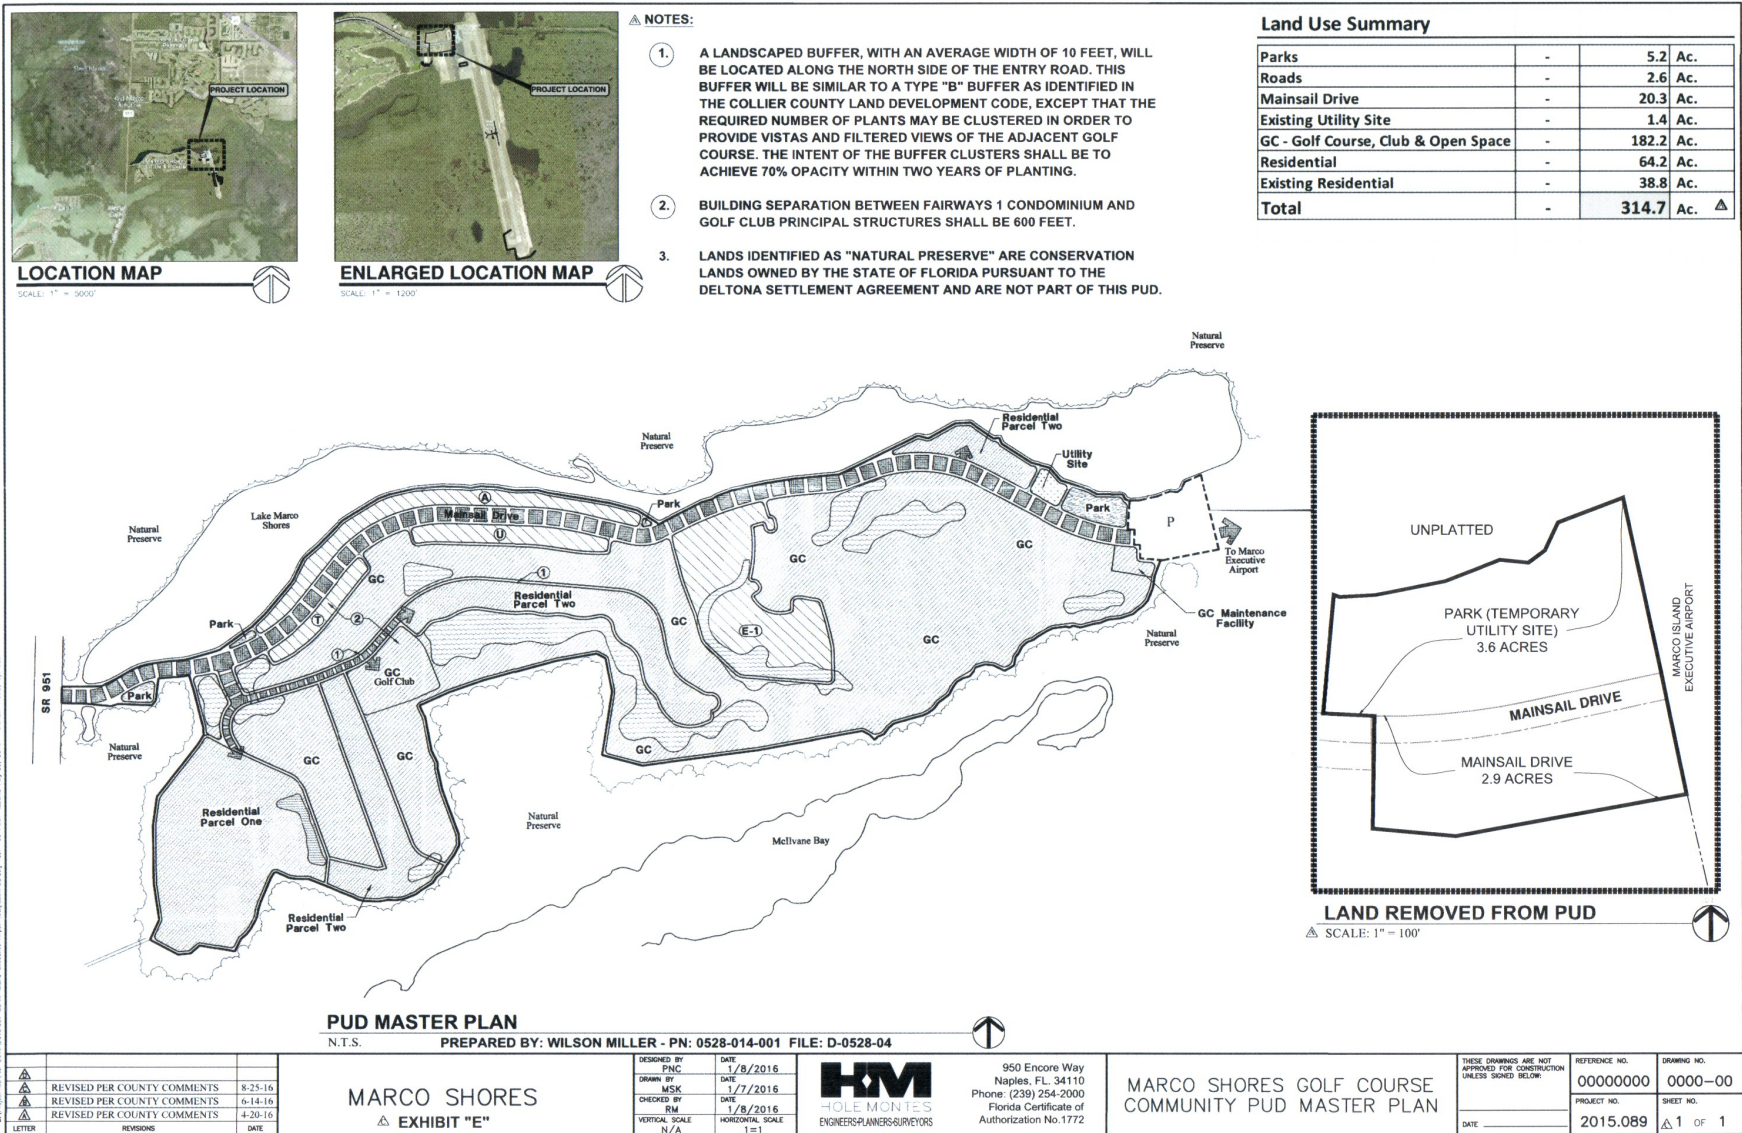 PROJECT LOCATION
LOCATION MAP
SCALE: 1" = 5000'
PROJECT LOCATION
ENLARGED LOCATION MAP
SCALE: 1" = 1200'
NOTES:
1. A LANDSCAPED BUFFER, WITH AN AVERAGE WIDTH OF 10 FEET, WILL
BE LOCATED ALONG THE NORTH SIDE OF THE ENTRY ROAD. THIS
BUFFER WILL BE SIMILAR TO A TYPE "B" BUFFER AS IDENTIFIED IN
THE COLLIER COUNTY LAND DEVELOPMENT CODE, EXCEPT THAT THE
REQUIRED NUMBER OF PLANTS MAY BE CLUSTERED IN ORDER TO
PROVIDE VISTAS AND FILTERED VIEWS OF THE ADJACENT GOLF
COURSE. THE INTENT OF THE BUFFER CLUSTERS SHALL BE TO
ACHIEVE 70% OPACITY WITHIN TWO YEARS OF PLANTING.
2. BUILDING SEPARATION BETWEEN FAIRWAYS 1 CONDOMINIUM AND
GOLF CLUB PRINCIPAL STRUCTURES SHALL BE 600 FEET.
3. LANDS IDENTIFIED AS "NATURAL PRESERVE" ARE CONSERVATION
LANDS OWNED BY THE STATE OF FLORIDA PURSUANT TO THE
DELTONA SETTLEMENT AGREEMENT AND ARE NOT PART OF THIS PUD.
Land Use Summary
Parks - 5.2 Ac.
Roads - 2.6 Ac.
Mainsail Drive - 20.3 Ac.
Existing Utility Site - 1.4 Ac.
GC - Golf Course, Club & Open Space - 182.2 Ac.
Residential - 64.2 Ac.
Existing Residential - 38.8 Ac.
Total - 314.7 Ac.
Natural
Preserve
Residential
Parcel Two
Natural
Preserve
Utility
Site
A
Park
Park
Mainsail Drive
Lake Marco
Shores
Natural
Preserve
P
U
GC
GC
To Marco
Executive
Airport
1
GC
Residential
Parcel Two
GC Maintenance
Facility
Park
T
2
GC
E-1
GC
Natural
Preserve
1
GC
Golf Club
SR 951
Park
Natural
Preserve
GC
GC
GC
Residential
Parcel One
Natural
Preserve
McIlvane Bay
Residential
Parcel Two
UNPLATTED
PARK (TEMPORARY
UTILITY SITE)
3.6 ACRES
MARCO ISLAND
EXECUTIVE AIRPORT
MAINSAIL DRIVE
MAINSAIL DRIVE
2.9 ACRES
LAND REMOVED FROM PUD
SCALE: 1" = 100'
PUD MASTER PLAN
N.T.S.
PREPARED BY: WILSON MILLER - PN: 0528-014-001 FILE: D-0528-04
REVISED PER COUNTY COMMENTS 8-25-16
REVISED PER COUNTY COMMENTS 6-14-16
REVISED PER COUNTY COMMENTS 4-20-16
LETTER REVISIONS DATE
MARCO SHORES
EXHIBIT "E"
DESIGNED BY DATE
PNC 1/8/2016
DRAWN BY DATE
MSK 1/7/2016
CHECKED BY DATE
RM 1/8/2016
VERTICAL SCALE HORIZONTAL SCALE
N/A 1=1
HM
HOLE MONTES
ENGINEERS•PLANNERS•SURVEYORS
950 Encore Way
Naples, FL. 34110
Phone: (239) 254-2000
Florida Certificate of
Authorization No.1772
MARCO SHORES GOLF COURSE
COMMUNITY PUD MASTER PLAN
THESE DRAWINGS ARE NOT
APPROVED FOR CONSTRUCTION
UNLESS SIGNED BELOW:
DATE
REFERENCE NO.
00000000
DRAWING NO.
0000-00
PROJECT NO.
2015.089
SHEET NO.
1 OF 1